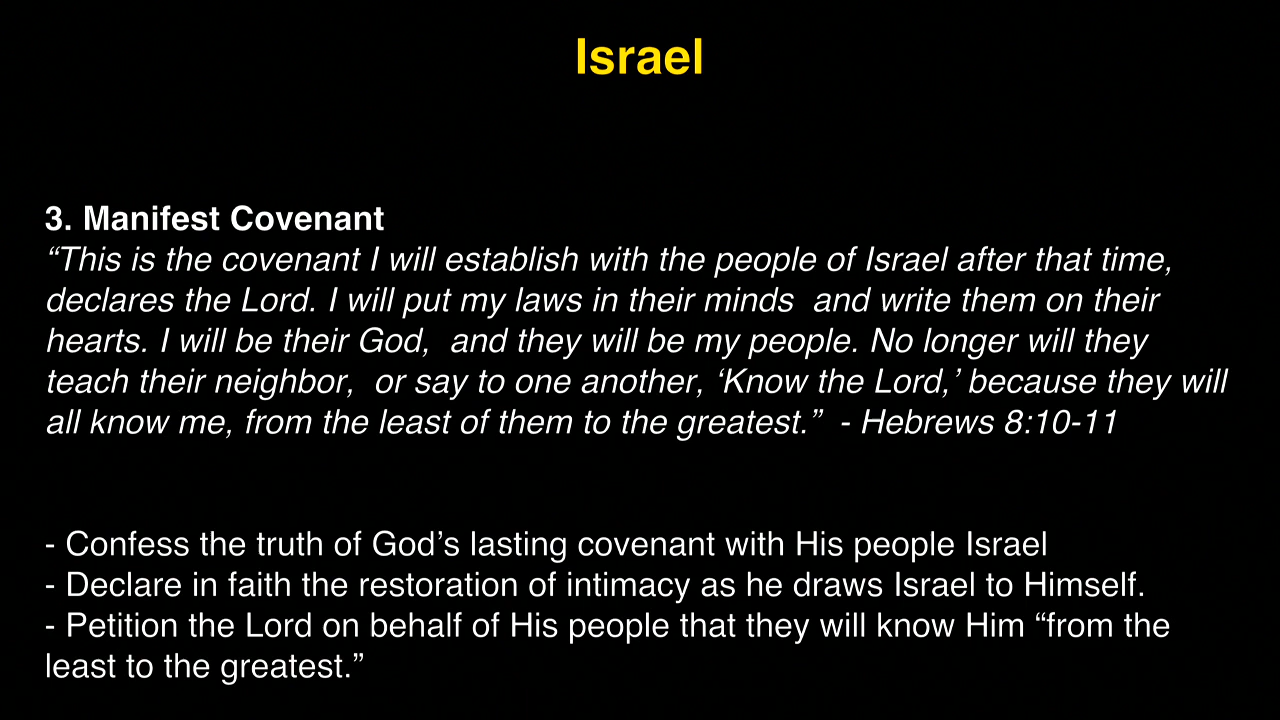 Israel
3. Manifest Covenant
“This is the covenant I will establish with the people of Israel after that time,
declares the Lord. I will put my laws in their minds  and write them on their
hearts. I will be their God,  and they will be my people. No longer will they
teach their neighbor,  or say to one another, ‘Know the Lord,’ because they will
all know me, from the least of them to the greatest.”  - Hebrews 8:10-11
- Confess the truth of God’s lasting covenant with His people Israel
- Declare in faith the restoration of intimacy as he draws Israel to Himself.
- Petition the Lord on behalf of His people that they will know Him “from the
least to the greatest.”